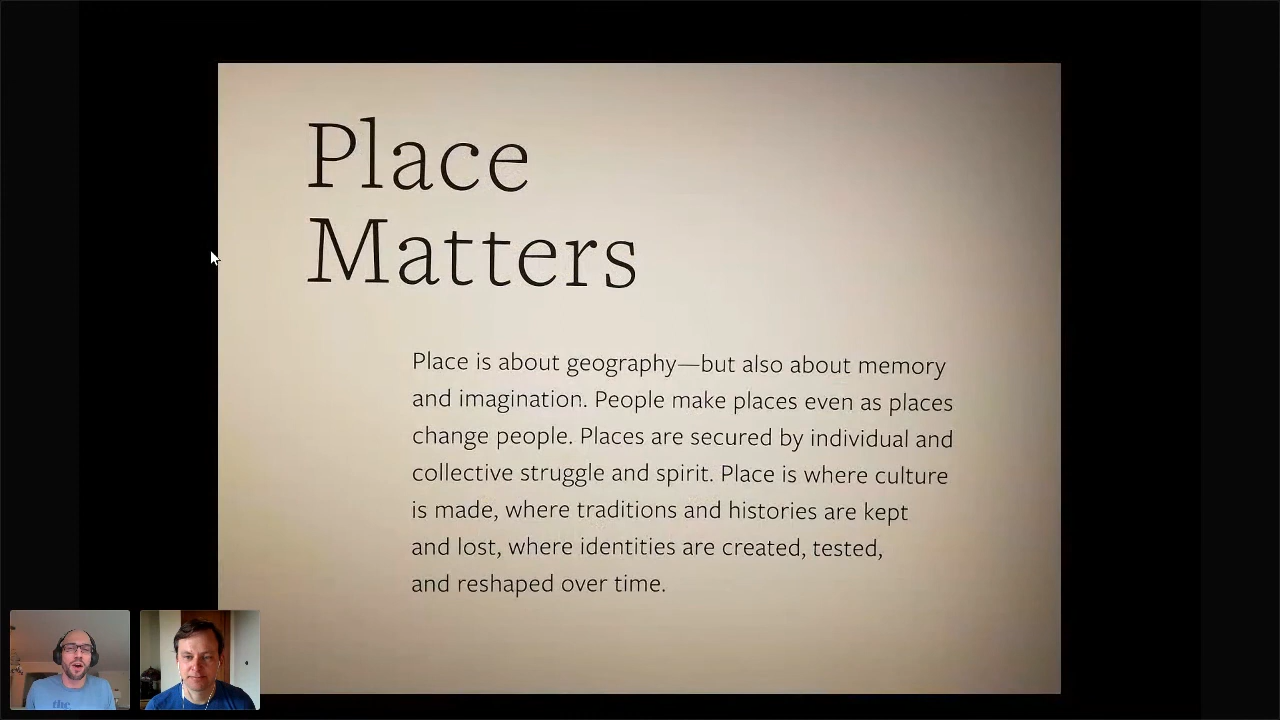 Place
Matters
Place is about geography—but also about memory
and imagination. People make places even as places
change people. Places are secured by individual and
collective struggle and spirit. Place is where culture
is made, where traditions and histories are kept
and lost, where identities are created, tested,
and reshaped over time.